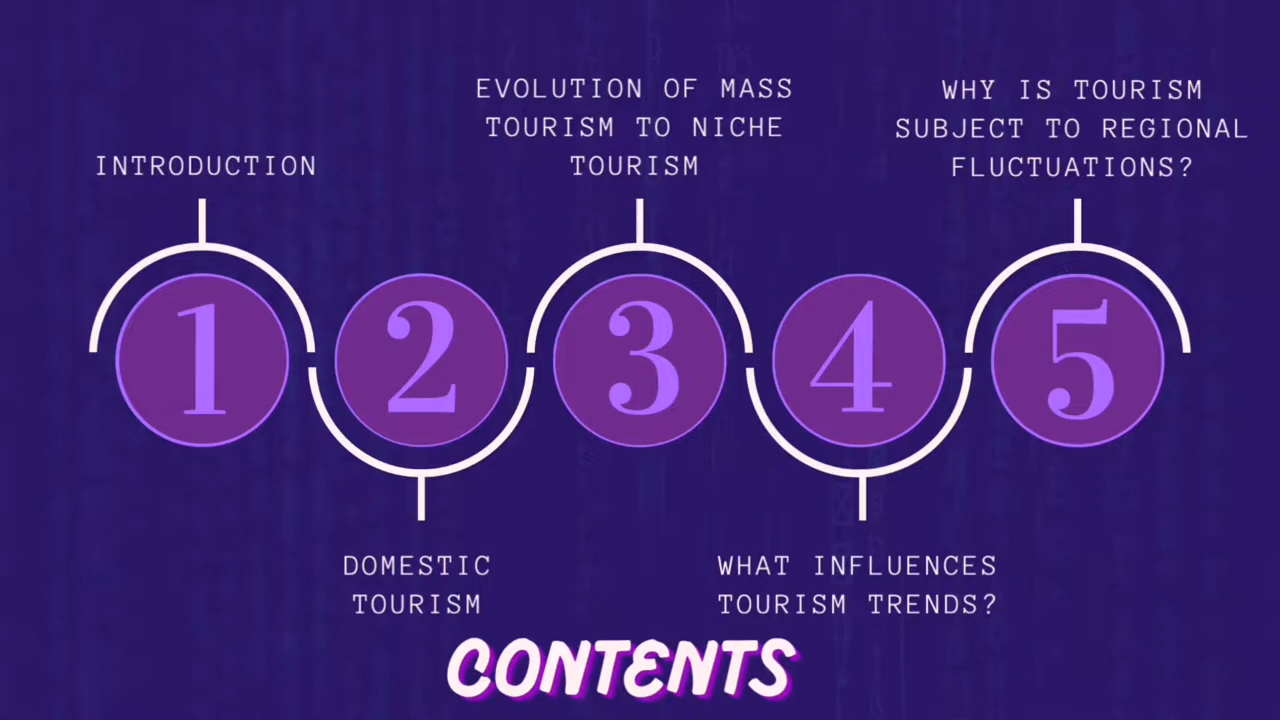 INTRODUCTION
1
DOMESTIC
TOURISM
2
EVOLUTION OF MASS
TOURISM TO NICHE
TOURISM
3
WHAT INFLUENCES
TOURISM TRENDS?
4
WHY IS TOURISM
SUBJECT TO REGIONAL
FLUCTUATIONS?
5
CONTENTS